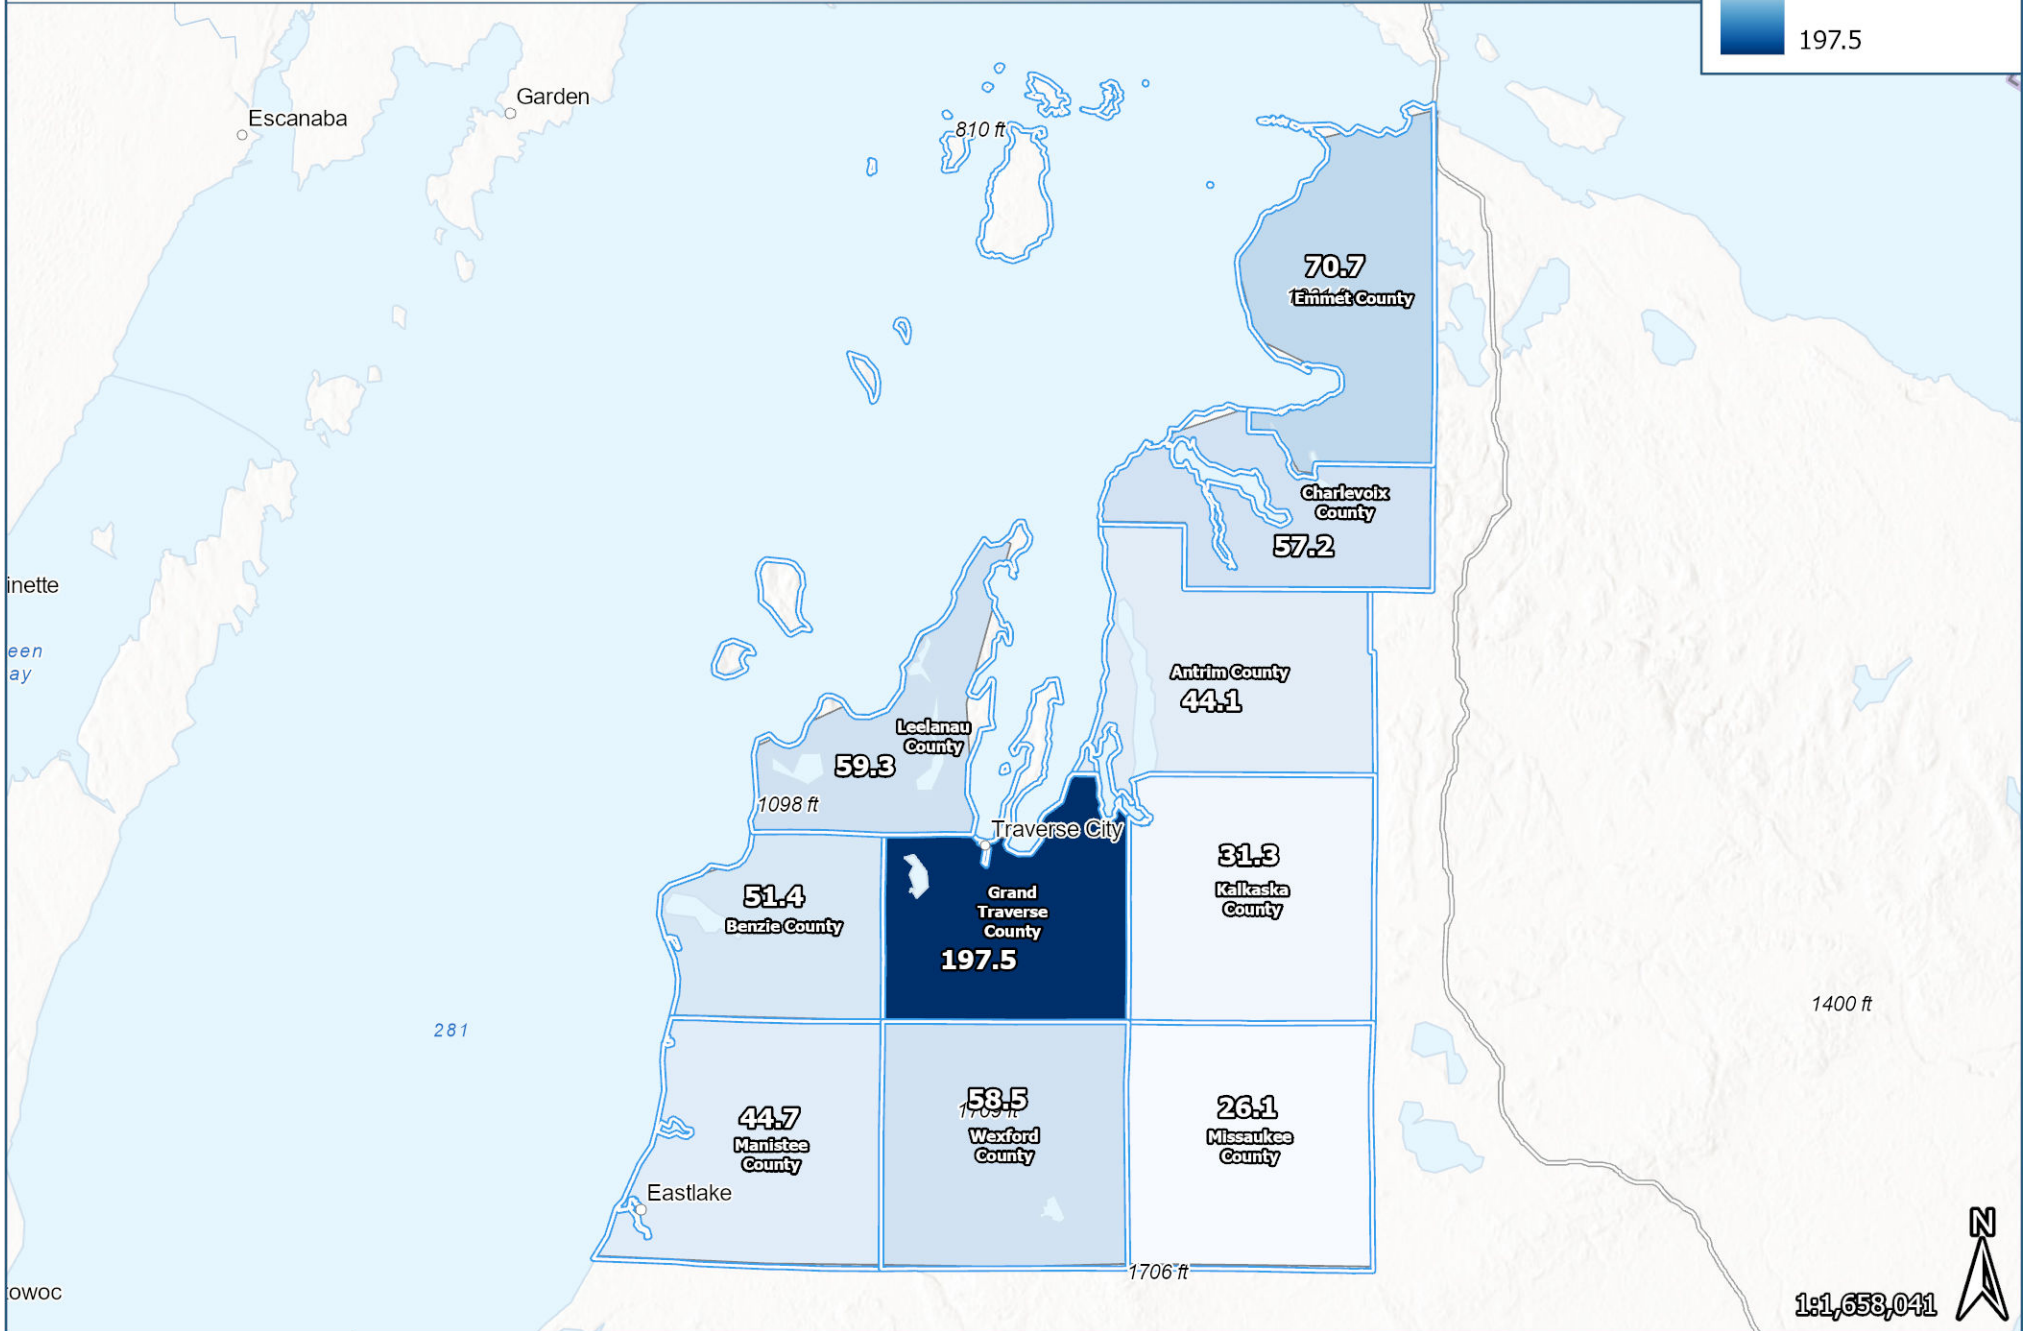 197.5
Garden
Escanaba
810 ft
70.7
Emmet County
Charlevoix
County
57.2
inette
een
ay
Antrim County
44.1
Leelanau
County
59.3
1098 ft
Traverse City
31.3
Kalkaska
County
51.4
Benzie County
Grand
Traverse
County
197.5
1400 ft
281
58.5
Wexford
County
44.7
Manistee
County
26.1
Missaukee
County
Eastlake
1706 ft
owoc
N
1:1,658,041